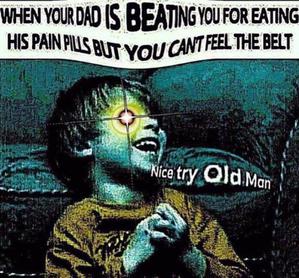 WHEN YOUR DAD IS BEATING YOU FOR EATING
HIS PAIN PILLS BUT YOU CANT FEEL THE BELT
Nice try Old Man